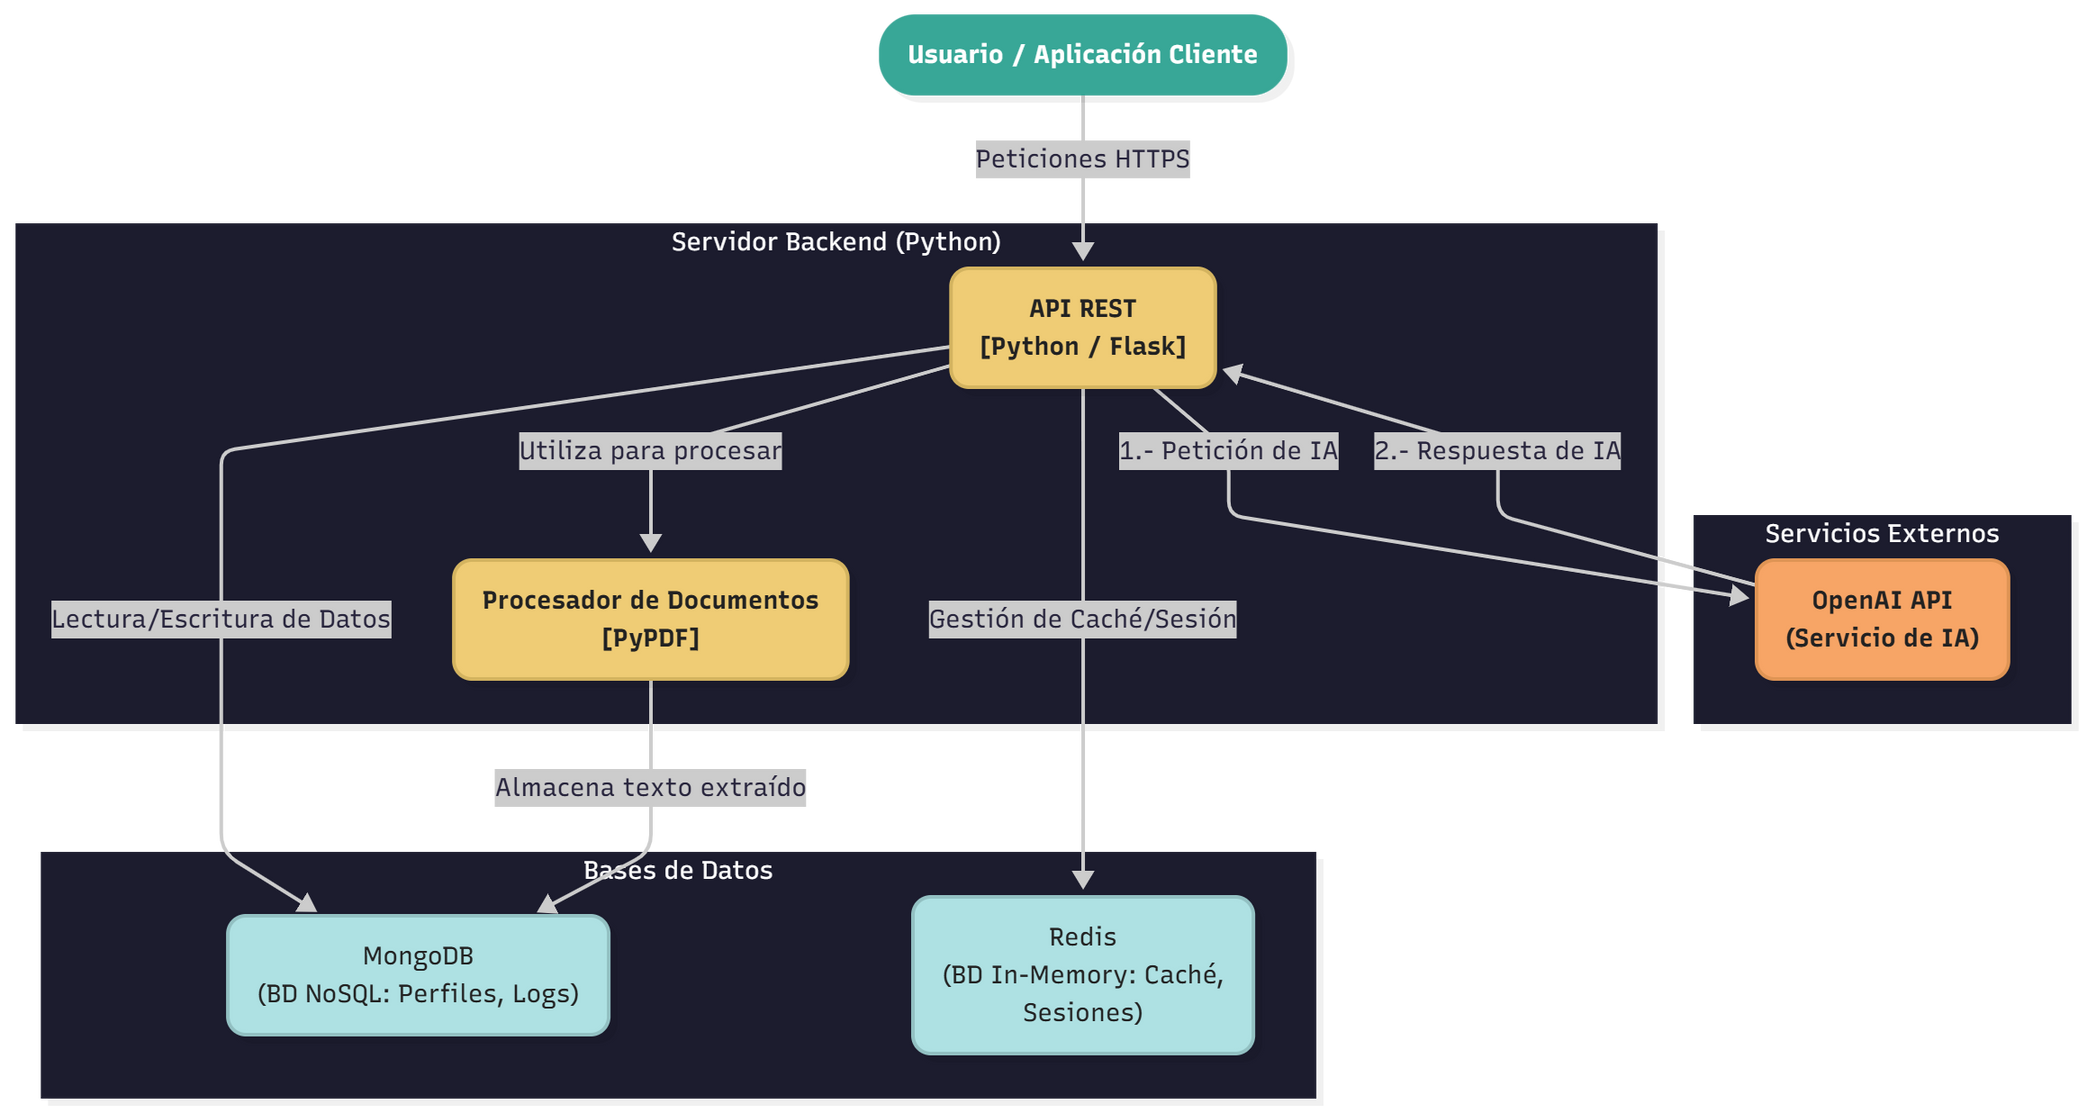 Usuario / Aplicación Cliente
Peticiones HTTPS
Servidor Backend (Python)
API REST
[Python / Flask]
Utiliza para procesar
1.- Petición de IA
2.- Respuesta de IA
Servicios Externos
OpenAI API
(Servicio de IA)
Procesador de Documentos
[PyPDF]
Lectura/Escritura de Datos
Gestión de Caché/Sesión
Almacena texto extraído
Bases de Datos
MongoDB
(BD NoSQL: Perfiles, Logs)
Redis
(BD In-Memory: Caché,
Sesiones)